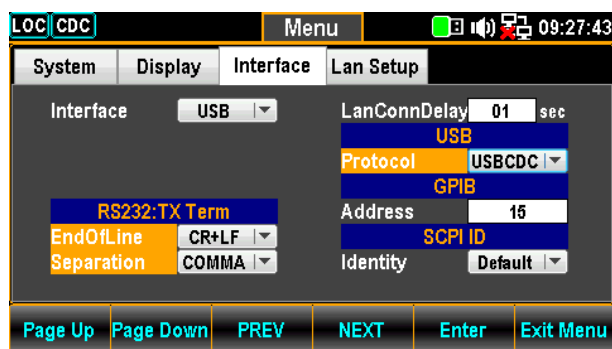 LOC CDC Menu 09:27:43
System Display Interface Lan Setup
Interface USB LanConnDelay 01 sec
USB
Protocol USBCDC
GPIB
RS232:TX Term Address 15
EndOfLine CR+LF SCPI ID
Separation COMMA Identity Default
Page Up Page Down PREV NEXT Enter Exit Menu